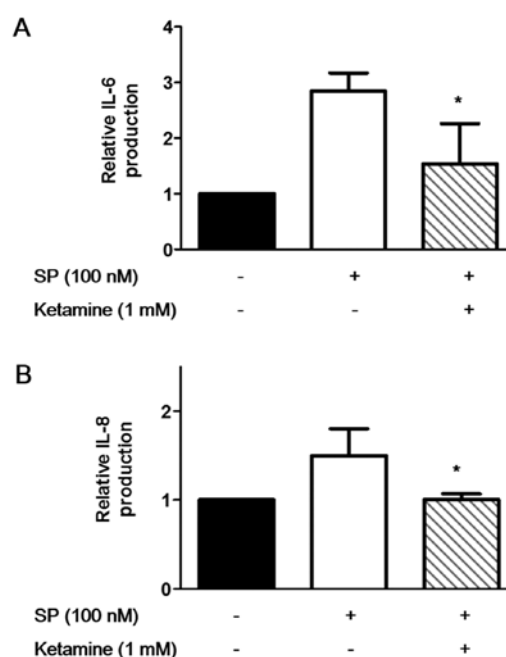 A
Relative IL-6
production
4
3
2
1
0
*
SP (100 nM) - + +
Ketamine (1 mM) - - +
B
Relative IL-8
production
2
1
0
*
SP (100 nM) - + +
Ketamine (1 mM) - - +